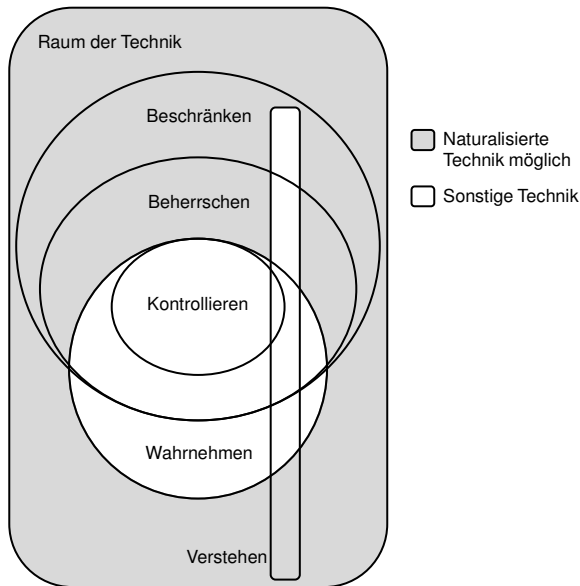 Raum der Technik
Beschränken
Naturalisierte
Technik möglich
Sonstige Technik
Beherrschen
Kontrollieren
Wahrnehmen
Verstehen